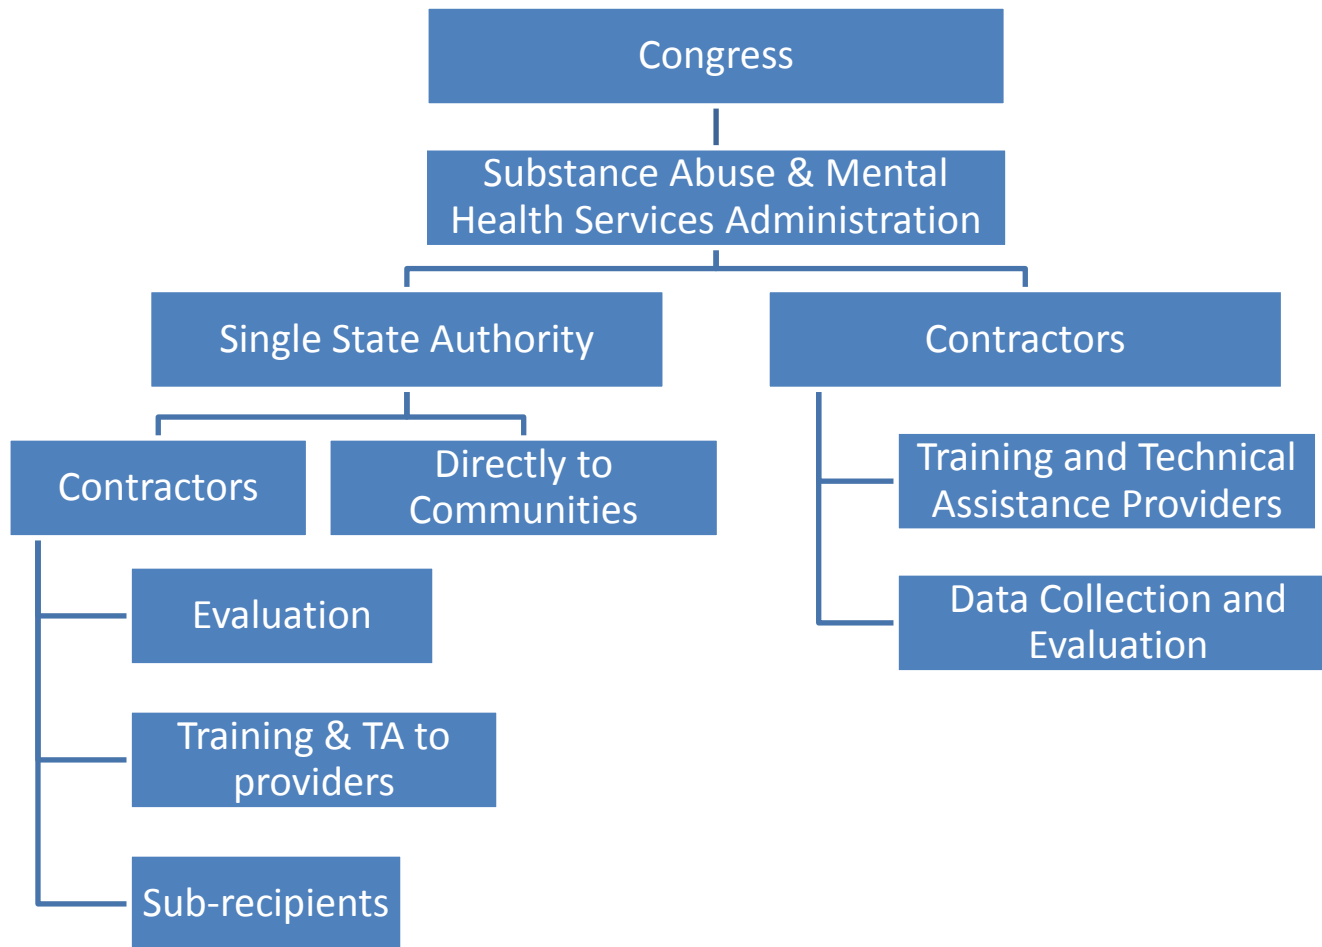 Congress
Substance Abuse & Mental
Health Services Administration
Single State Authority
Contractors
Contractors
Directly to
Communities
Training and Technical
Assistance Providers
Evaluation
Data Collection and
Evaluation
Training & TA to
providers
Sub-recipients